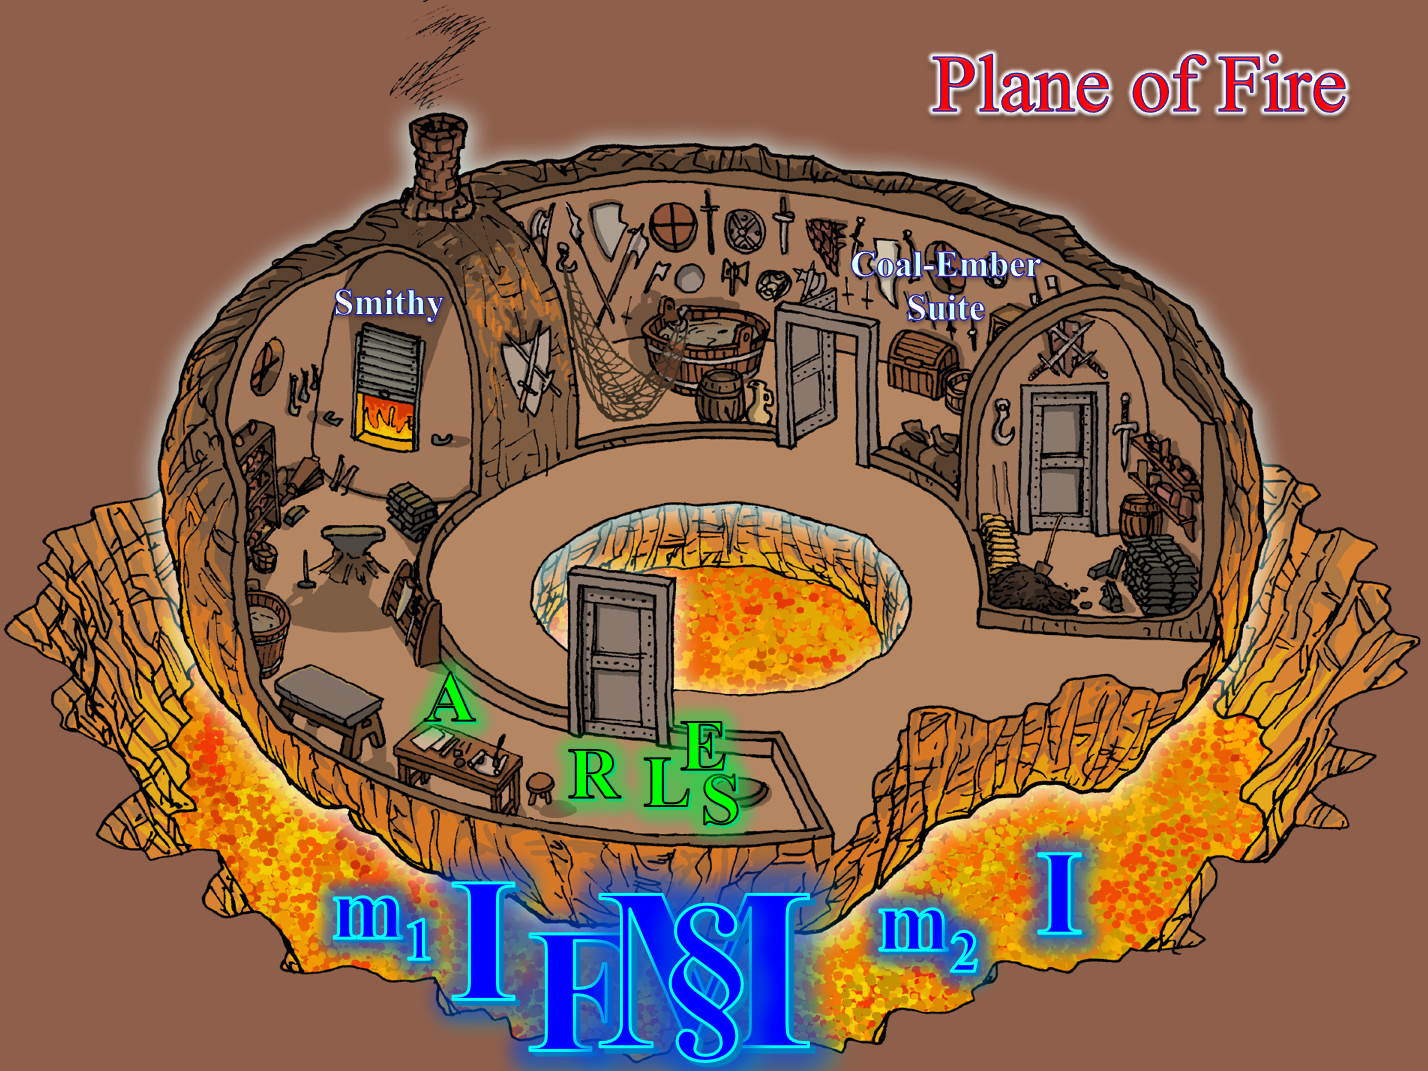 Plane of Fire
Smithy
Coal-Ember
Suite
A
R
L
E
S
m₁
I
F
M
§
m₂
I